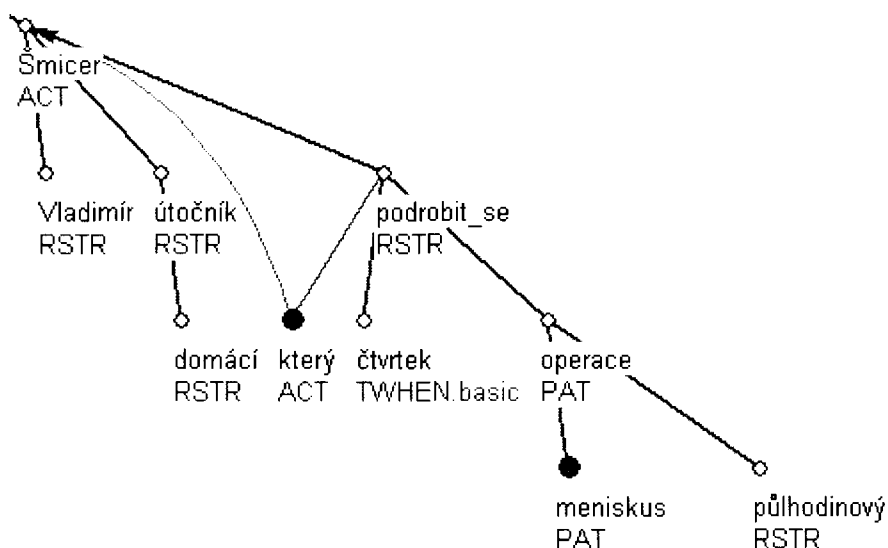 Šmicer
ACT
Vladimír útočník podrobit_se
RSTR RSTR RSTR
domácí který čtvrtek operace
RSTR ACT TWHEN.basic PAT
meniskus půlhodinový
PAT RSTR